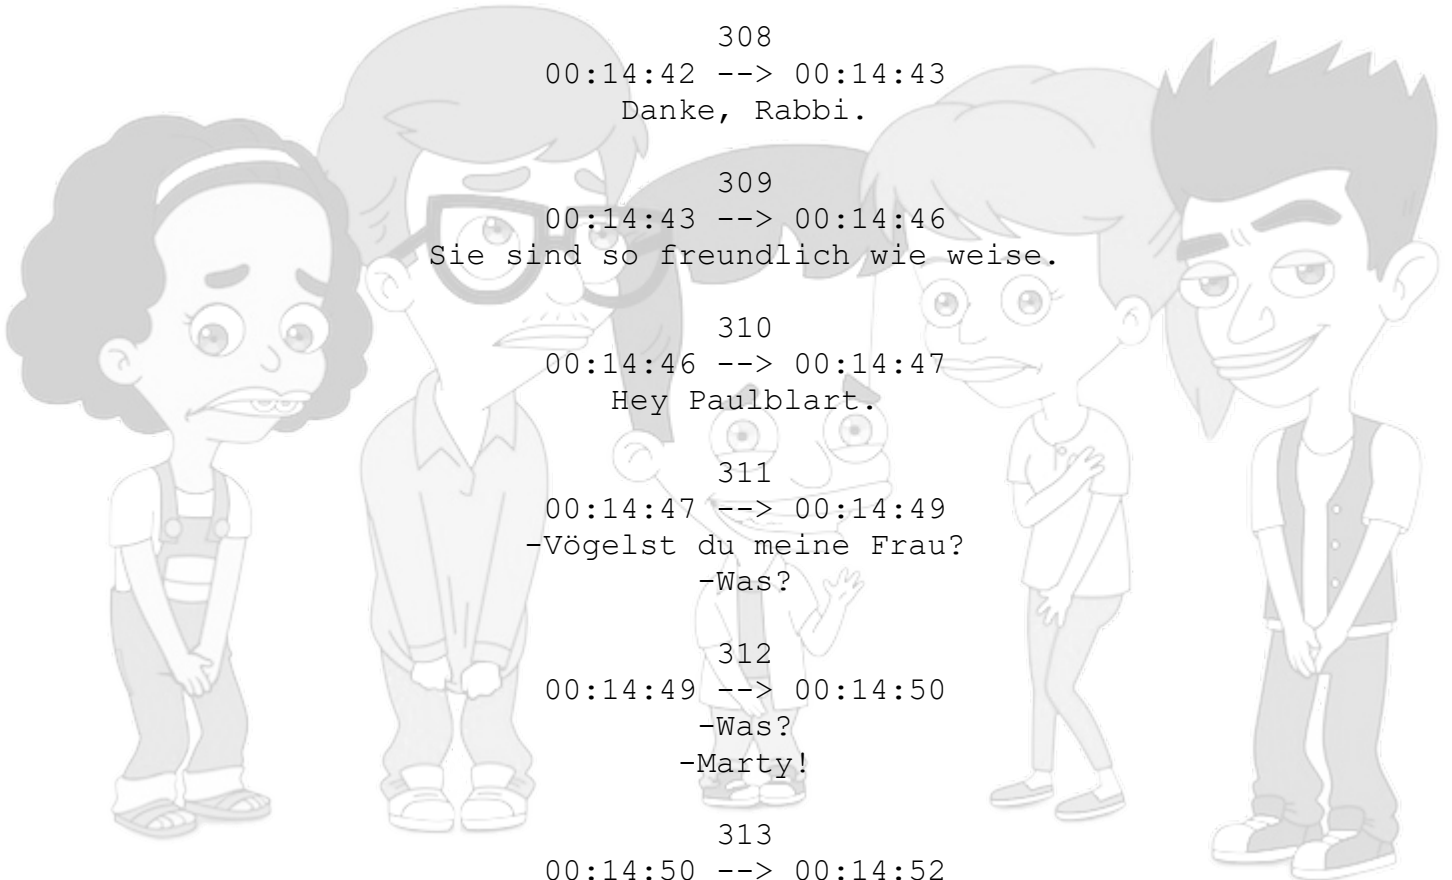 308
00:14:42 --> 00:14:43
Danke, Rabbi.
309
00:14:43 --> 00:14:46
Sie sind so freundlich wie weise.
310
00:14:46 --> 00:14:47
Hey Paulblart.
311
00:14:47 --> 00:14:49
-Vögelst du meine Frau?
-Was?
312
00:14:49 --> 00:14:50
-Was?
-Marty!
313
00:14:50 --> 00:14:52